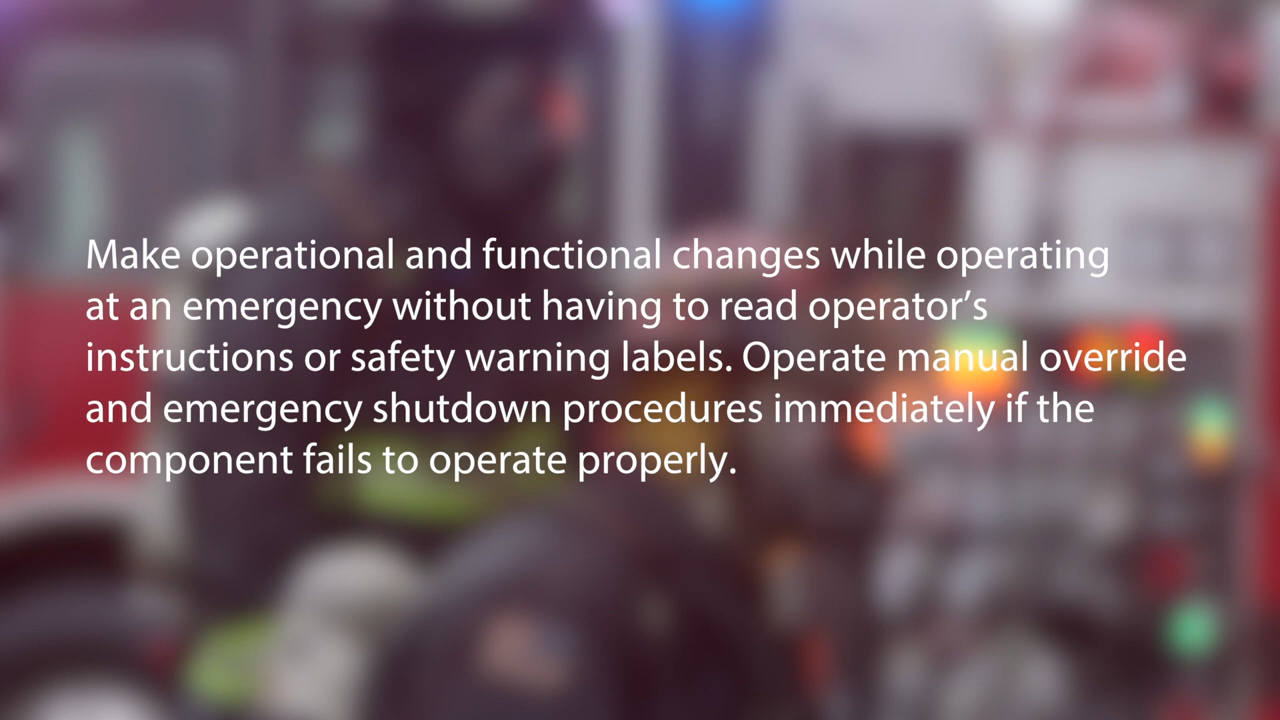 Make operational and functional changes while operating
at an emergency without having to read operator’s
instructions or safety warning labels. Operate manual override
and emergency shutdown procedures immediately if the
component fails to operate properly.